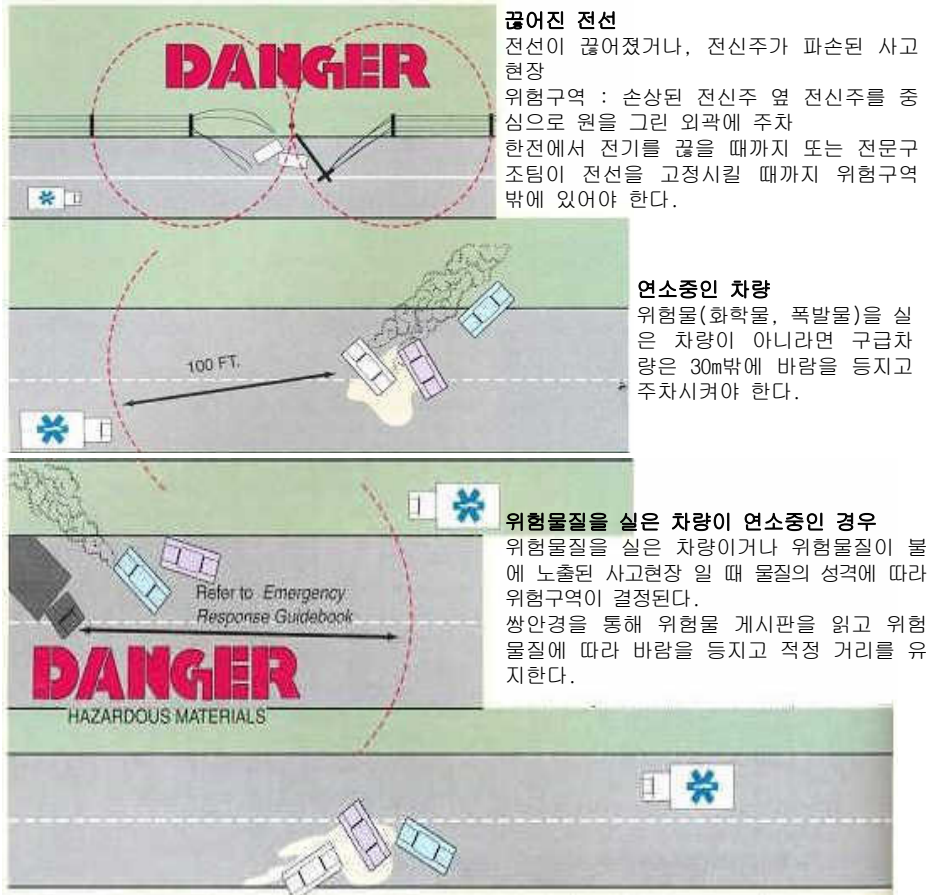 DANGER
끊어진 전선
전선이 끊어졌거나, 전신주가 파손된 사고
현장
위험구역 : 손상된 전신주 옆 전신주를 중
심으로 원을 그린 외곽에 주차
한전에서 전기를 끊을 때까지 또는 전문구
조팀이 전선을 고정시킬 때까지 위험구역
밖에 있어야 한다.
100 FT.
연소중인 차량
위험물(화학물, 폭발물)을 실
은 차량이 아니라면 구급차
량은 30m밖에 바람을 등지고
주차시켜야 한다.
Refer to Emergency
Response Guidebook
DANGER
HAZARDOUS MATERIALS
위험물질을 실은 차량이 연소중인 경우
위험물질을 실은 차량이거나 위험물질이 불
에 노출된 사고현장 일 때 물질의 성격에 따라
위험구역이 결정된다.
쌍안경을 통해 위험물 게시판을 읽고 위험
물질에 따라 바람을 등지고 적정 거리를 유
지한다.